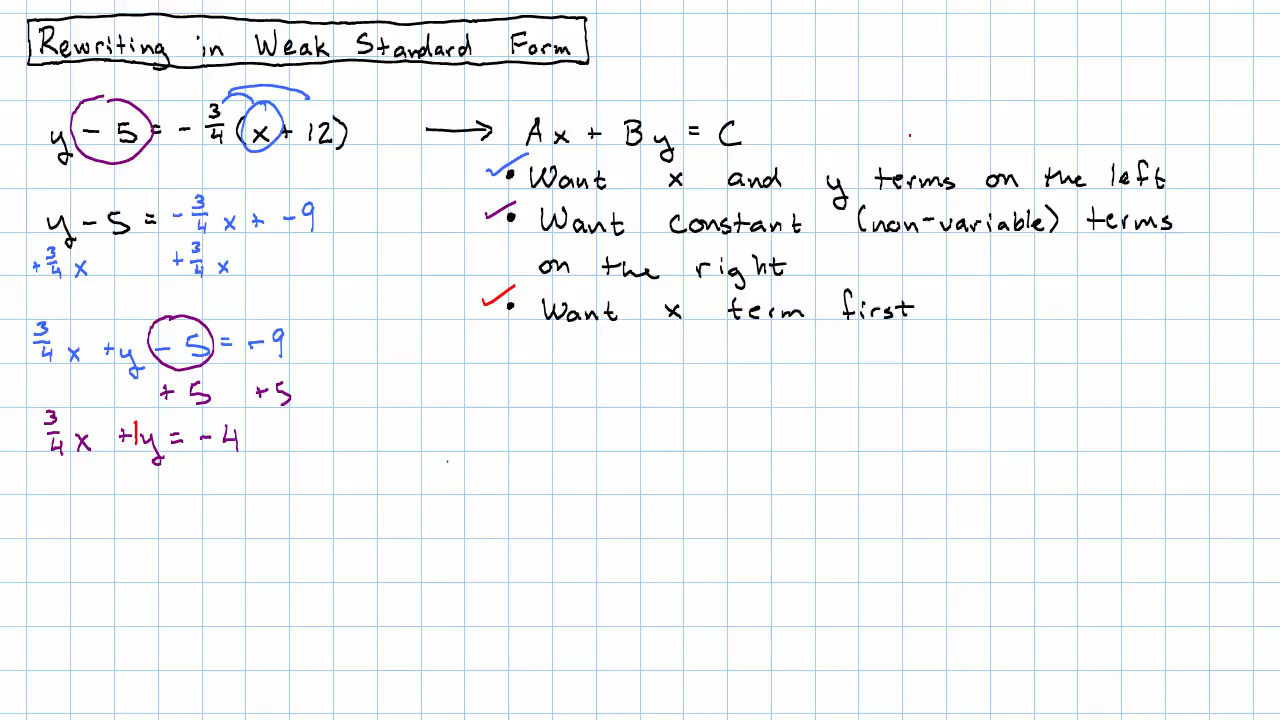 Rewriting in Weak Standard Form
y - 5 = - 3/4 (x + 12) → Ax + By = C
✓• Want x and y terms on the left
✓• Want constant (non-variable) terms
on the right
✓• Want x term first
y - 5 = - 3/4 x + -9
+ 3/4 x + 3/4 x
3/4 x + y - 5 = -9
+ 5 + 5
3/4 x + 1y = - 4